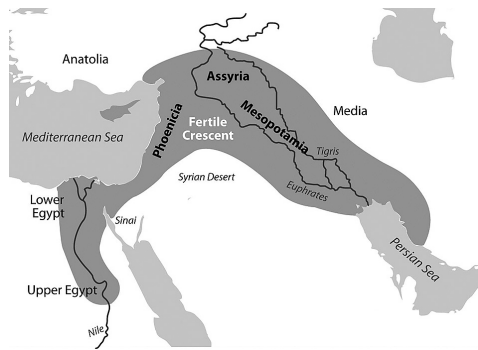 Anatolia
Assyria
Media
Phoenicia
Fertile
Crescent
Mesopotamia
Mediterranean Sea
Tigris
Syrian Desert
Euphrates
Lower
Egypt
Sinai
Persian Sea
Upper Egypt
Nile